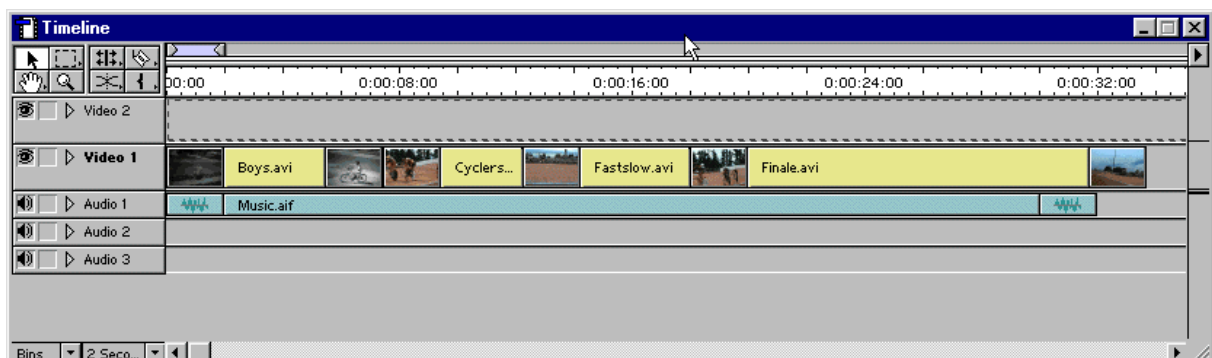 Timeline
00:00 0:00:08:00 0:00:16:00 0:00:24:00 0:00:32:00
Video 2
Video 1 Boys.avi Cyclers... Fastslow.avi Finale.avi
Audio 1 Music.aif
Audio 2
Audio 3
Bins 2 Seco...